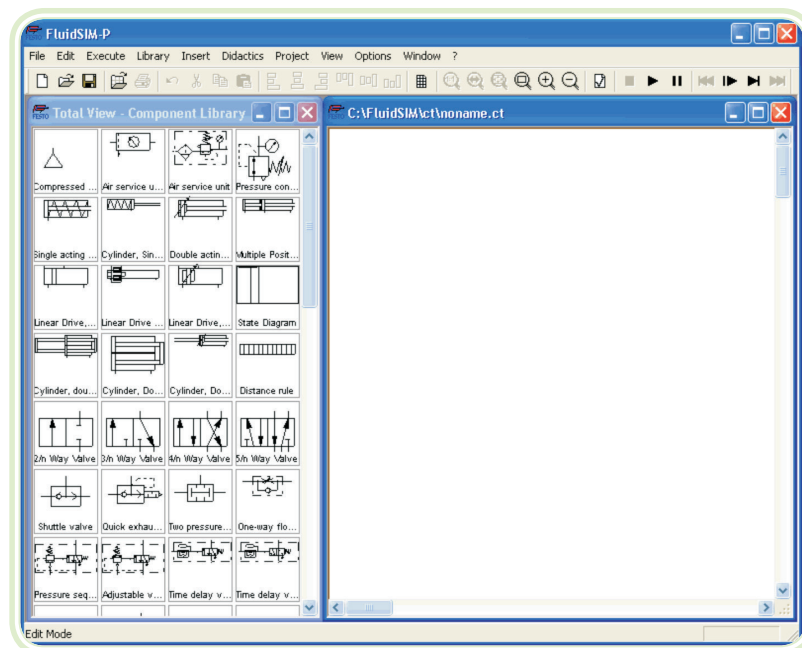 FluidSIM-P
File Edit Execute Library Insert Didactics Project View Options Window ?
Total View - Component Library
C:\FluidSIM\ct\noname.ct
Compressed ... Air service u... Air service unit Pressure con...
Single acting ... Cylinder, Sin... Double actin... Multiple Posit...
Linear Drive,... Linear Drive ... Linear Drive,... State Diagram
Cylinder, dou... Cylinder, Do... Cylinder, Do... Distance rule
2/n Way Valve 3/n Way Valve 4/n Way Valve 5/n Way Valve
Shuttle valve Quick exhau... Two pressure... One-way flo...
Pressure seq... Adjustable v... Time delay v... Time delay v...
Edit Mode